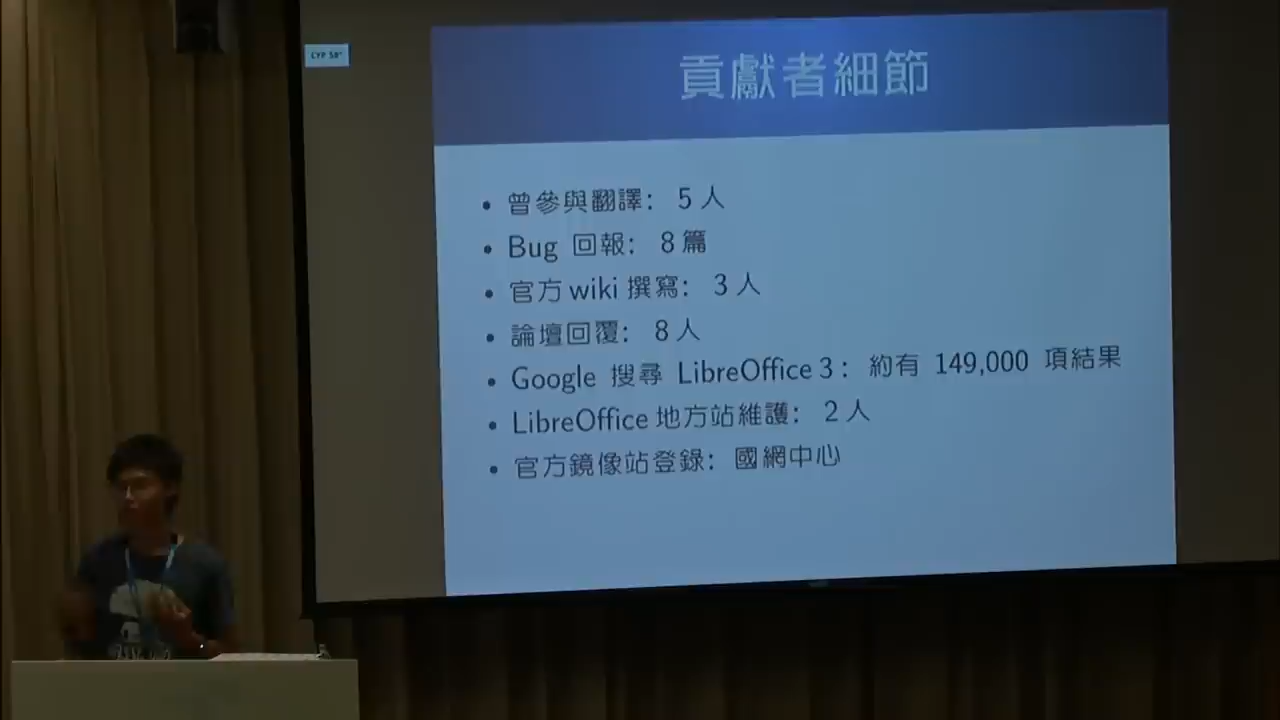 貢獻者細節
曾參與翻譯： 5 人
Bug 回報： 8 篇
官方 wiki 撰寫： 3 人
論壇回覆： 8 人
Google 搜尋 LibreOffice 3： 約有 149,000 項結果
LibreOffice 地方站維護： 2 人
官方鏡像站登錄： 國網中心